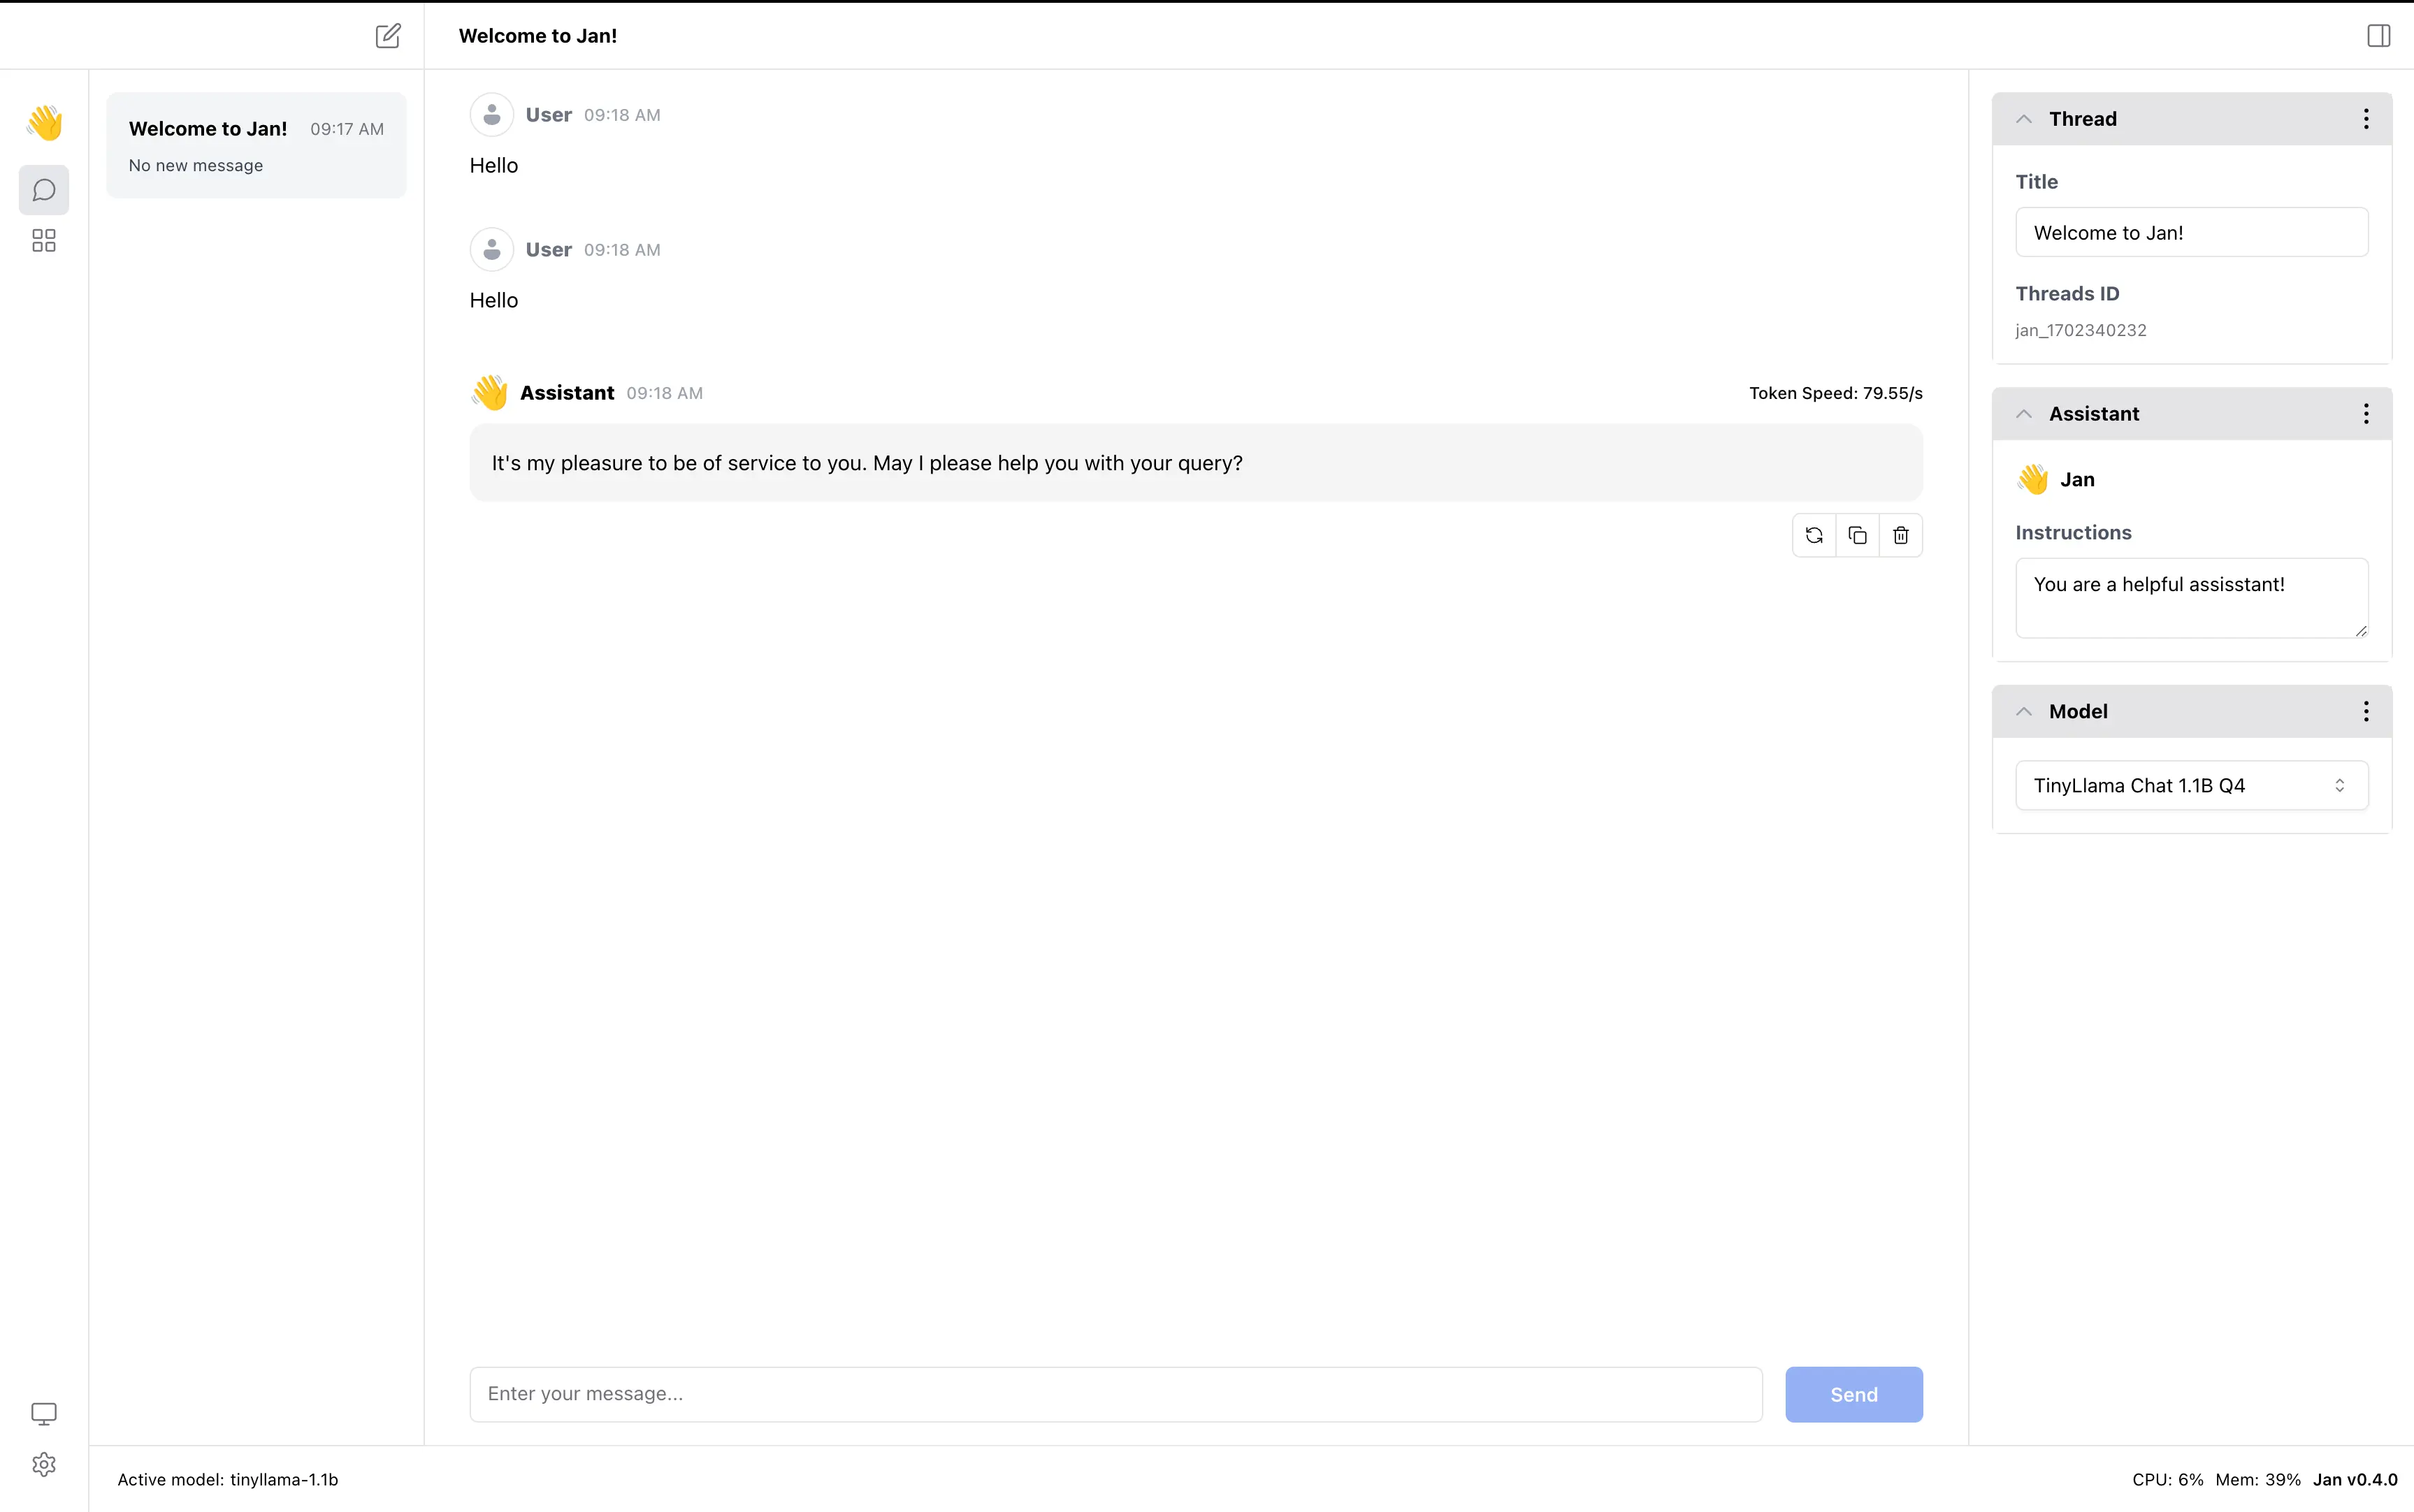 Welcome to Jan!
Welcome to Jan! 09:17 AM
No new message
User 09:18 AM
Hello
User 09:18 AM
Hello
Assistant 09:18 AM Token Speed: 79.55/s
It's my pleasure to be of service to you. May I please help you with your query?
Enter your message...
Send
Thread
Title
Welcome to Jan!
Threads ID
jan_1702340232
Assistant
Jan
Instructions
You are a helpful assisstant!
Model
TinyLlama Chat 1.1B Q4
Active model: tinyllama-1.1b
CPU: 6% Mem: 39% Jan v0.4.0